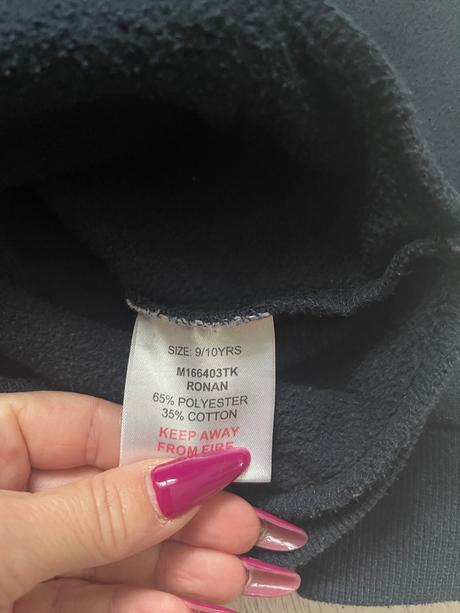 SIZE: 9/10YRS
M166403TK
RONAN
65% POLYESTER
35% COTTON
KEEP AWAY
FROM FIRE